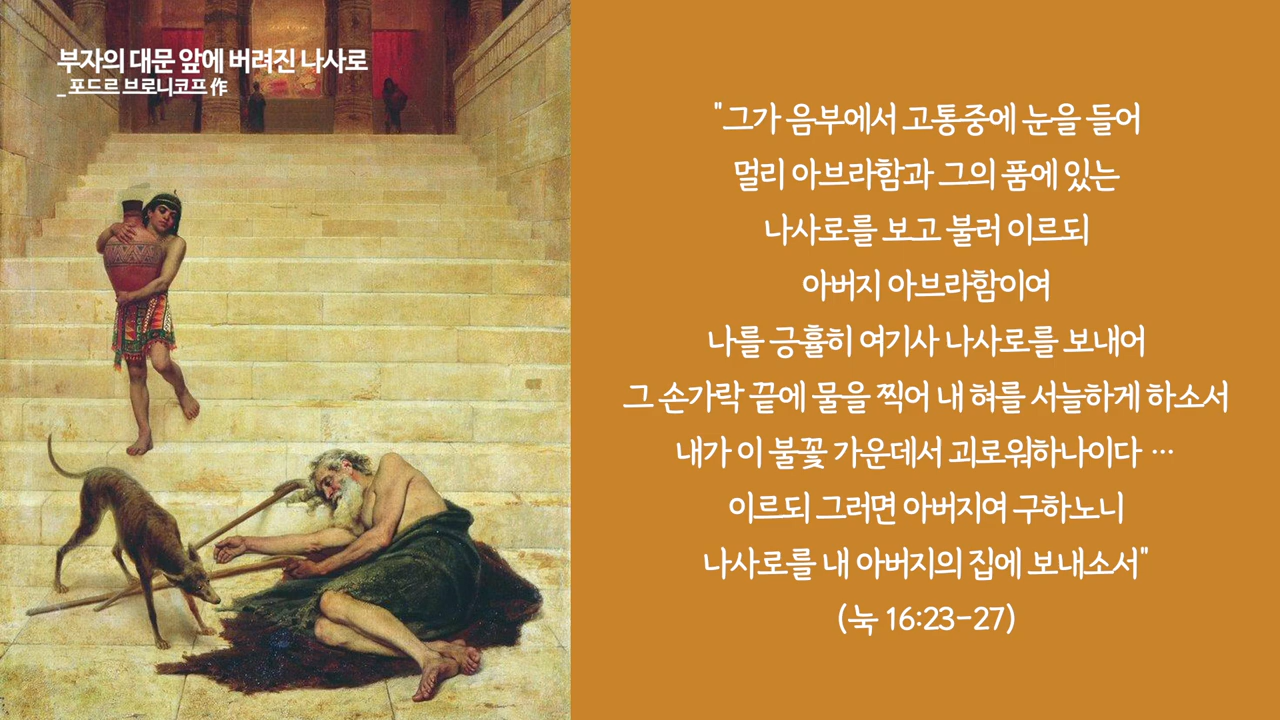 부자의 대문 앞에 버려진 나사로
_ 포드르 브로니코프 作
"그가 음부에서 고통중에 눈을 들어
멀리 아브라함과 그의 품에 있는
나사로를 보고 불러 이르되
아버지 아브라함이여
나를 긍휼히 여기사 나사로를 보내어
그 손가락 끝에 물을 찍어 내 혀를 서늘하게 하소서
내가 이 불꽃 가운데서 괴로워하나이다 …
이르되 그러면 아버지여 구하노니
나사로를 내 아버지의 집에 보내소서"
(눅 16:23-27)